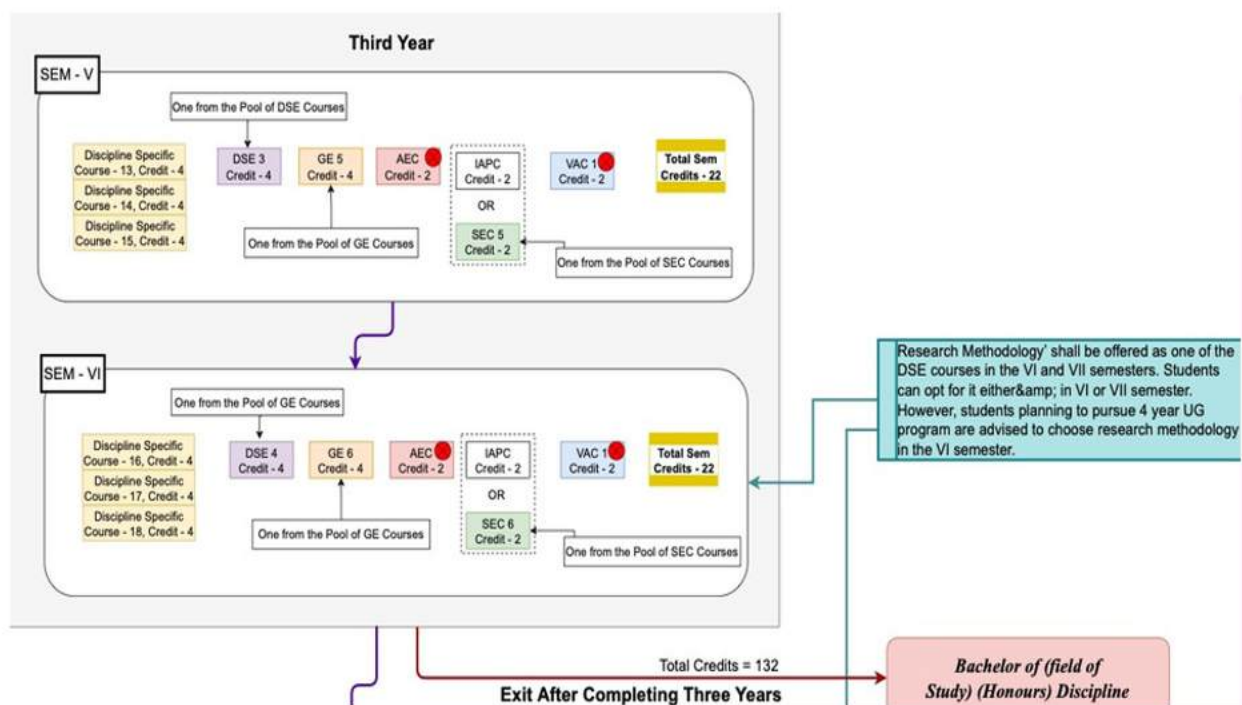 Third Year
SEM - V
One from the Pool of DSE Courses
Discipline Specific
Course - 13, Credit - 4
Discipline Specific
Course - 14, Credit - 4
Discipline Specific
Course - 15, Credit - 4
DSE 3
Credit - 4
GE 5
Credit - 4
AEC
Credit - 2
IAPC
Credit - 2
OR
SEC 5
Credit - 2
VAC 1
Credit - 2
Total Sem
Credits - 22
One from the Pool of GE Courses
One from the Pool of SEC Courses
SEM - VI
One from the Pool of GE Courses
Discipline Specific
Course - 16, Credit - 4
Discipline Specific
Course - 17, Credit - 4
Discipline Specific
Course - 18, Credit - 4
DSE 4
Credit - 4
GE 6
Credit - 4
AEC
Credit - 2
IAPC
Credit - 2
OR
SEC 6
Credit - 2
VAC 1
Credit - 2
Total Sem
Credits - 22
One from the Pool of GE Courses
One from the Pool of SEC Courses
Research Methodology' shall be offered as one of the
DSE courses in the VI and VII semesters. Students
can opt for it either&amp; in VI or VII semester.
However, students planning to pursue 4 year UG
program are advised to choose research methodology
in the VI semester.
Total Credits = 132
Exit After Completing Three Years
Bachelor of (field of
Study) (Honours) Discipline